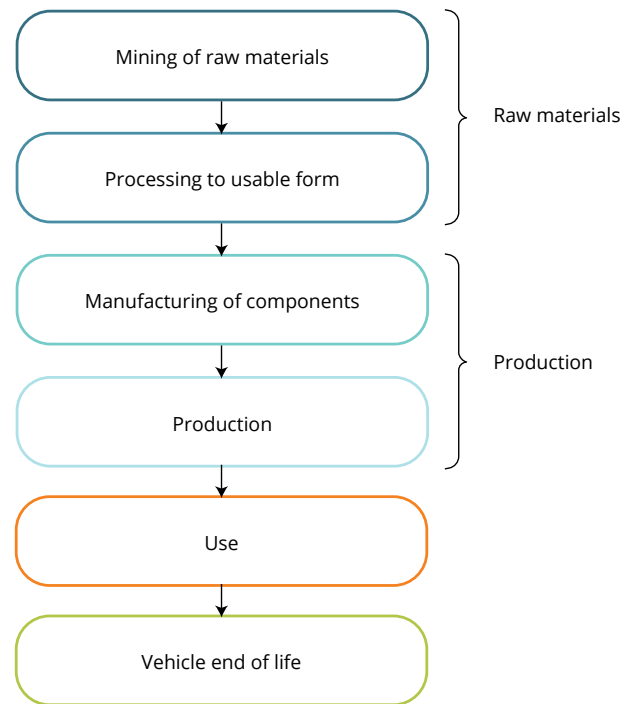 Mining of raw materials
Raw materials
Processing to usable form
Manufacturing of components
Production
Production
Use
Vehicle end of life